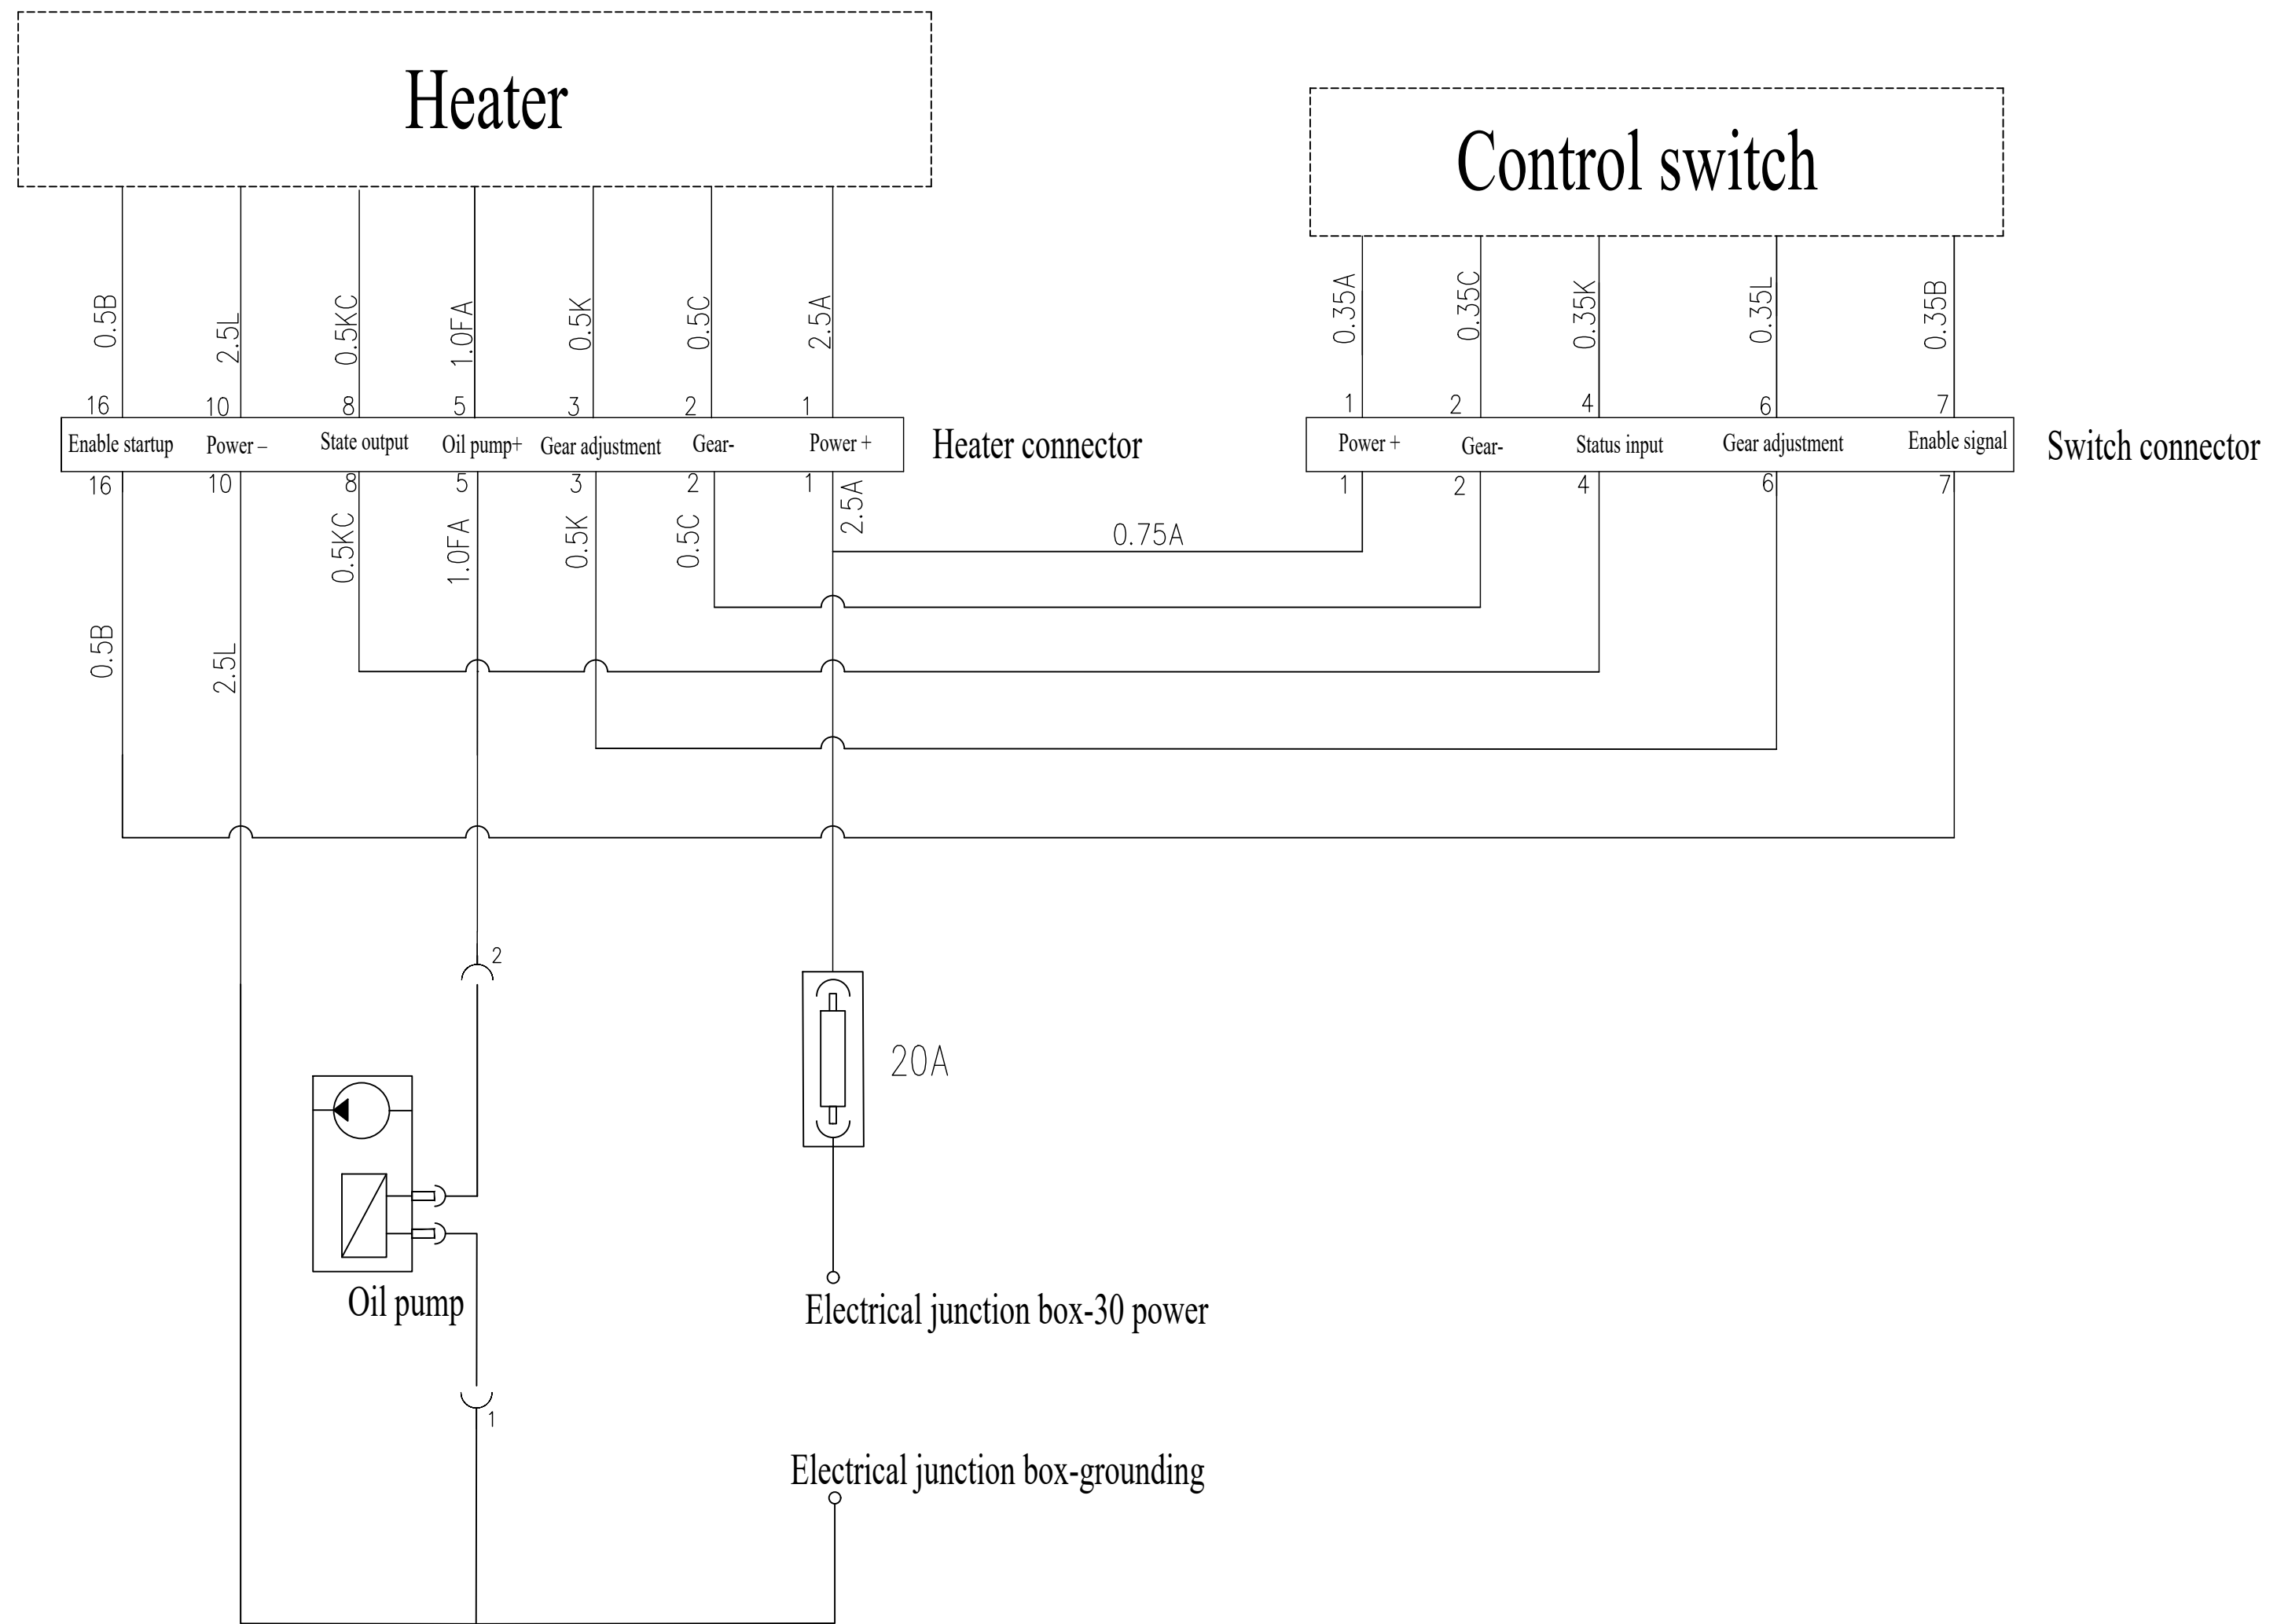 Heater
Control switch
0.5B
2.5L
0.5KC
1.0FA
0.5K
0.5C
2.5A
0.35A
0.35C
0.35K
0.35L
0.35B
16
10
8
5
3
2
1
1
2
4
6
7
Enable startup
Power –
State output
Oil pump+
Gear adjustment
Gear-
Power +
Heater connector
Power +
Gear-
Status input
Gear adjustment
Enable signal
Switch connector
16
10
8
5
3
2
1
1
2
4
6
7
0.5KC
1.0FA
0.5K
0.5C
2.5A
0.75A
0.5B
2.5L
2
20A
Oil pump
Electrical junction box-30 power
1
Electrical junction box-grounding